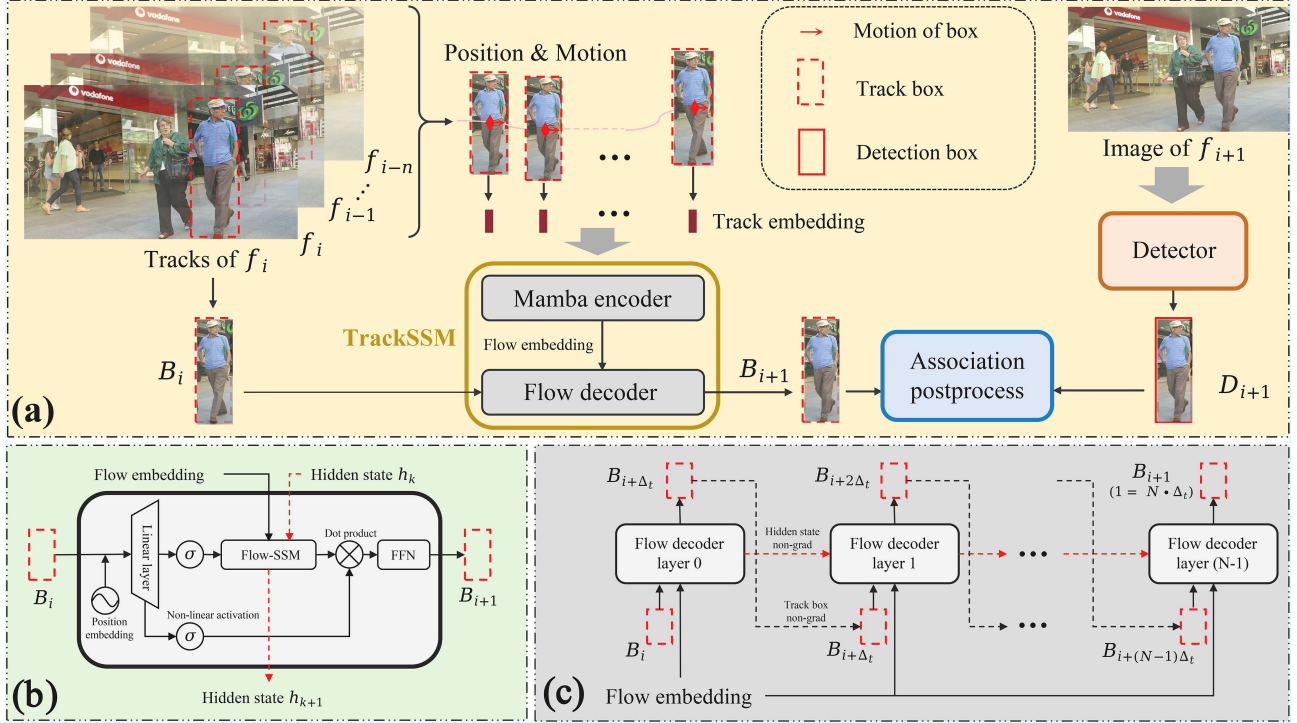 vodafone
vodafone
vodafone
f_{i-n}
f_{i-1}
f_i
Tracks of f_i
Position & Motion
Track embedding
Motion of box
Track box
Detection box
Image of f_{i+1}
Detector
TrackSSM
Mamba encoder
Flow embedding
Flow decoder
B_i
B_{i+1}
Association
postprocess
D_{i+1}
(a)
Flow embedding
Hidden state h_k
Linear layer
σ
Flow-SSM
Dot product
FFN
B_i
Position
embedding
Non-linear activation
σ
B_{i+1}
Hidden state h_{k+1}
(b)
B_{i+Δ_t}
B_{i+2Δ_t}
B_{i+1}
(1 = N • Δ_t)
Flow decoder
layer 0
Hidden state
non-grad
Flow decoder
layer 1
Flow decoder
layer (N-1)
Track box
non-grad
B_i
B_{i+Δ_t}
B_{i+(N-1)Δ_t}
Flow embedding
(c)